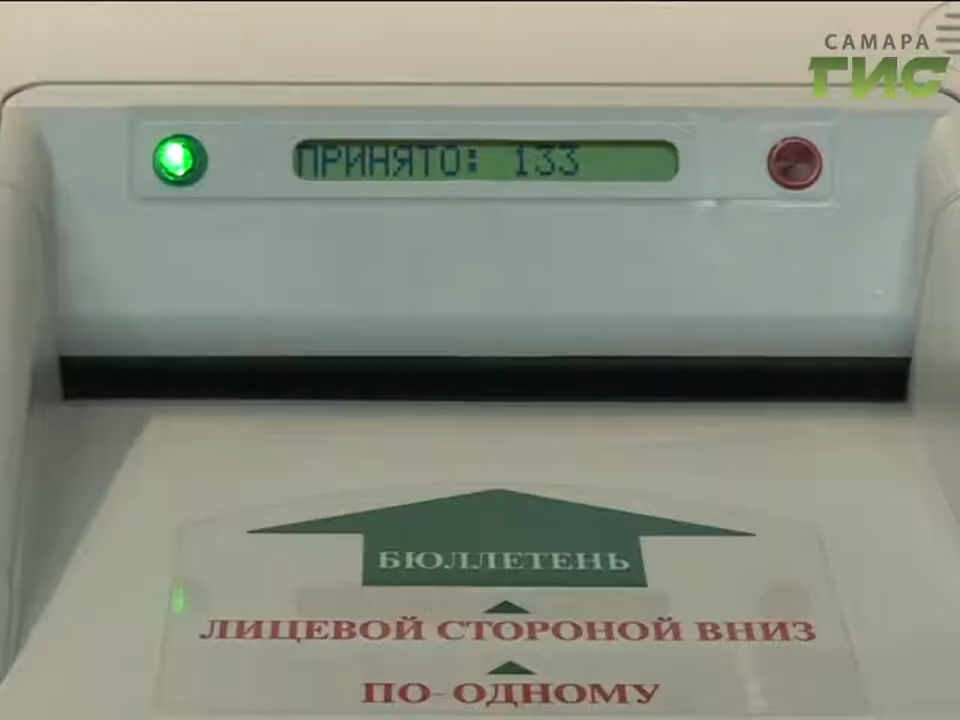 САМАРА
ГИС
ПРИНЯТО: 133
БЮЛЛЕТЕНЬ
ЛИЦЕВОЙ СТОРОНОЙ ВНИЗ
ПО-ОДНОМУ